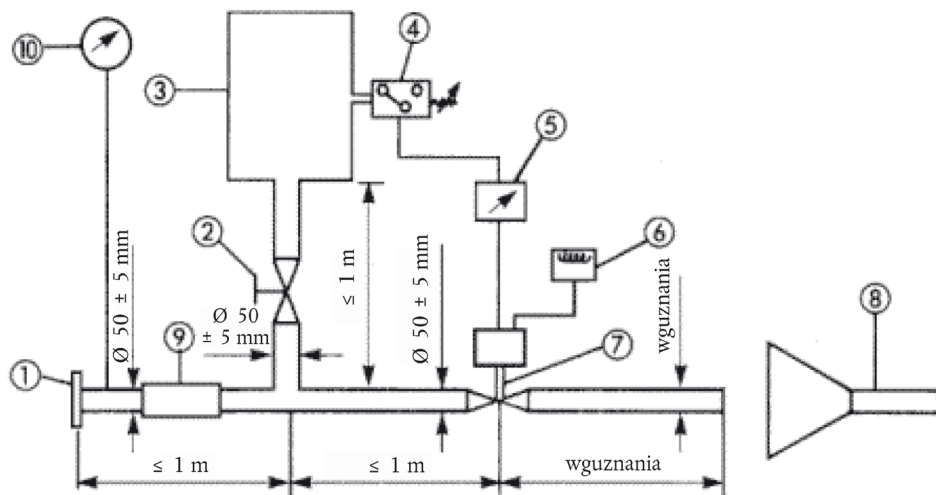 10
4
3
5
2
6
Ø 50 ± 5 mm
Ø 50
± 5 mm
≤ 1 m
Ø 50 ± 5 mm
wguznania
8
9
7
1
≤ 1 m
≤ 1 m
wguznania